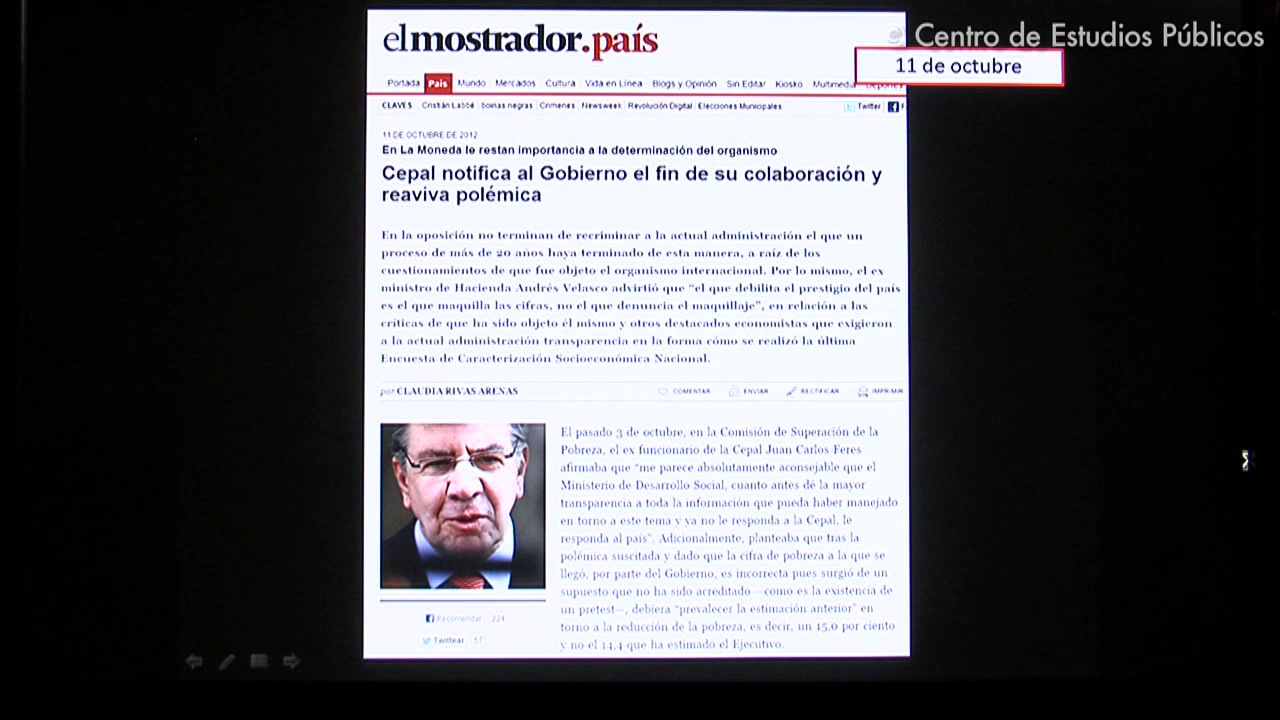 Centro de Estudios Públicos
11 de octubre
elmostrador.país
Portada País Mundo Mercados Cultura Vida en Línea Blogs y Opinión Sin Editar Kiosko Multimedia Deportes
CLAVES Cristián Labbé boinas negras Crímenes Newsweek Revolución Digital Elecciones Municipales Twitter
11 DE OCTUBRE DE 2012
En La Moneda le restan importancia a la determinación del organismo
Cepal notifica al Gobierno el fin de su colaboración y
reaviva polémica
En la oposición no terminan de recriminar a la actual administración el que un
proceso de más de 20 años haya terminado de esta manera, a raíz de los
cuestionamientos de que fue objeto el organismo internacional. Por lo mismo, el ex
ministro de Hacienda Andrés Velasco advirtió que “el que debilita el prestigio del país
es el que maquilla las cifras, no el que denuncia el maquillaje”, en relación a las
críticas de que ha sido objeto él mismo y otros destacados economistas que exigieron
a la actual administración transparencia en la forma cómo se realizó la última
Encuesta de Caracterización Socioeconómica Nacional.
por CLAUDIA RIVAS ARENAS COMENTAR ENVIAR RECTIFICAR IMPRIMIR
El pasado 3 de octubre, en la Comisión de Superación de la
Pobreza, el ex funcionario de la Cepal Juan Carlos Feres
afirmaba que “me parece absolutamente aconsejable que el
Ministerio de Desarrollo Social, cuanto antes dé la mayor
transparencia a toda la información que pueda haber manejado
en torno a este tema y ya no le responda a la Cepal, le
responda al país”. Adicionalmente, planteaba que tras la
polémica suscitada y dado que la cifra de pobreza a la que se
llegó, por parte del Gobierno, es incorrecta pues surgió de un
supuesto que no ha sido acreditado —como es la existencia de
un pretest—, debiera “prevalecer la estimación anterior” en
torno a la reducción de la pobreza, es decir, un 15,0 por ciento
y no el 14,4 que ha estimado el Ejecutivo.
Recomendar 224
Twittear 57